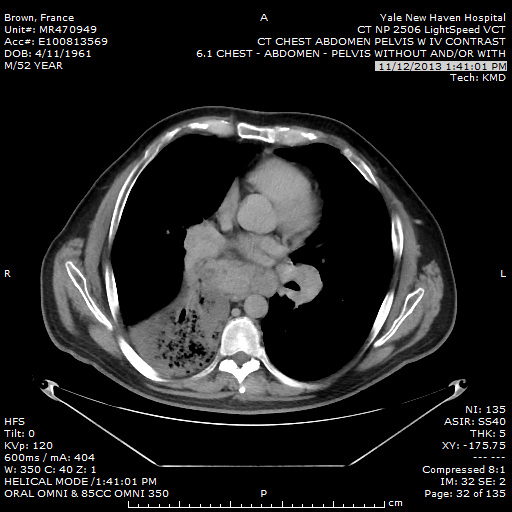 Brown, France
Unit#: MR470949
Acc#: E100813569
DOB: 4/11/1961
M/52 YEAR
A
Yale New Haven Hospital
CT NP 2506 LightSpeed VCT
CT CHEST ABDOMEN PELVIS W IV CONTRAST
6.1 CHEST - ABDOMEN - PELVIS WITHOUT AND/OR WITH
11/12/2013 1:41:01 PM
Tech: KMD
R
L
HFS
Tilt: 0
KVp: 120
600ms / mA: 404
W: 350 C: 40 Z: 1
HELICAL MODE /1:41:01 PM
ORAL OMNI & 85CC OMNI 350
P
cm
NI: 135
ASIR: SS40
THK: 5
XY: -175.75
--- ---
Compressed 8:1
IM: 32 SE: 2
Page: 32 of 135